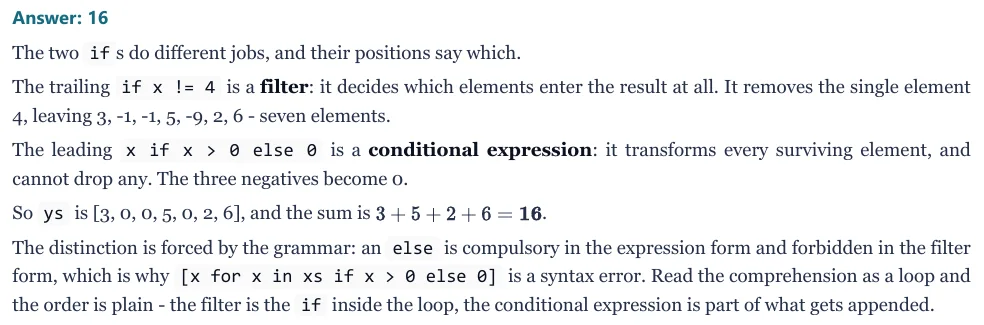 Answer: 16
The two if s do different jobs, and their positions say which.
The trailing if x != 4 is a filter: it decides which elements enter the result at all. It removes the single element
4, leaving 3, -1, -1, 5, -9, 2, 6 - seven elements.
The leading x if x > 0 else 0 is a conditional expression: it transforms every surviving element, and
cannot drop any. The three negatives become 0.
So ys is [3, 0, 0, 5, 0, 2, 6], and the sum is 3 + 5 + 2 + 6 = 16.
The distinction is forced by the grammar: an else is compulsory in the expression form and forbidden in the filter
form, which is why [x for x in xs if x > 0 else 0] is a syntax error. Read the comprehension as a loop and
the order is plain - the filter is the if inside the loop, the conditional expression is part of what gets appended.